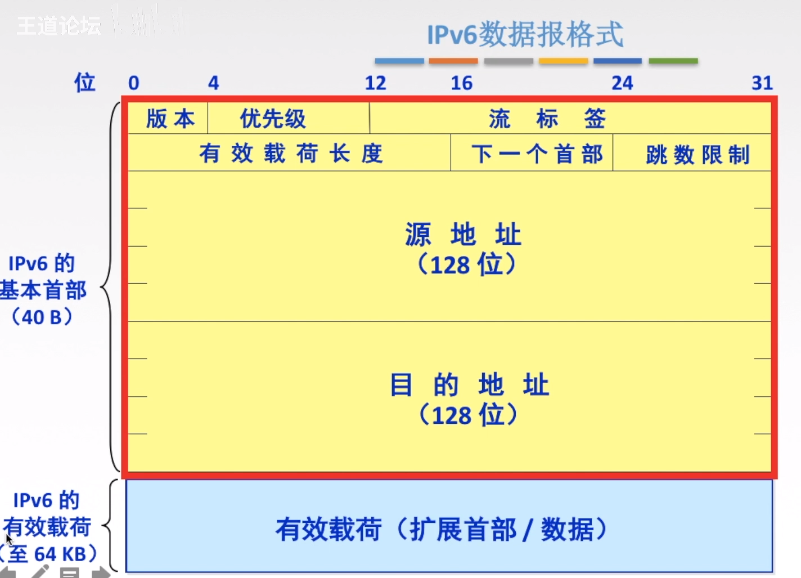 王道论坛
IPv6数据报格式
位 0 4 12 16 24 31
版本 优先级 流标签
有效载荷长度 下一个首部 跳数限制
源地址
（128 位）
IPv6 的
基本首部
（40 B）
目的地址
（128 位）
IPv6 的
有效载荷
（至 64 KB）
有效载荷（扩展首部 / 数据）